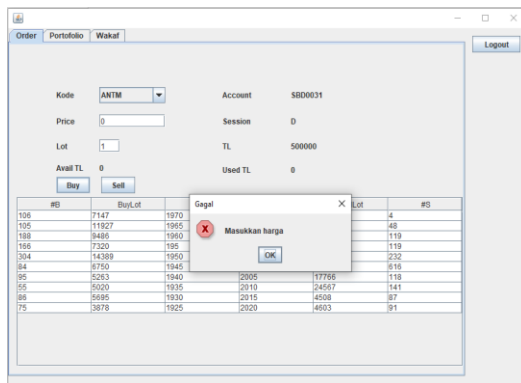 Order Portofolio Wakaf
Logout
Kode ANTM Account SBD0031
Price 0 Session D
Lot 1 TL 500000
Avail TL 0 Used TL 0
Buy Sell
#B BuyLot Lot #S
106 7147 1970 4
105 11927 1965 48
188 9486 1960 119
166 7320 195 119
304 14389 1950 232
84 6750 1945 616
95 5263 1940 2005 17766 118
55 5020 1935 2010 24567 141
86 5695 1930 2015 4508 87
75 3878 1925 2020 4603 91
Gagal
Masukkan harga
OK